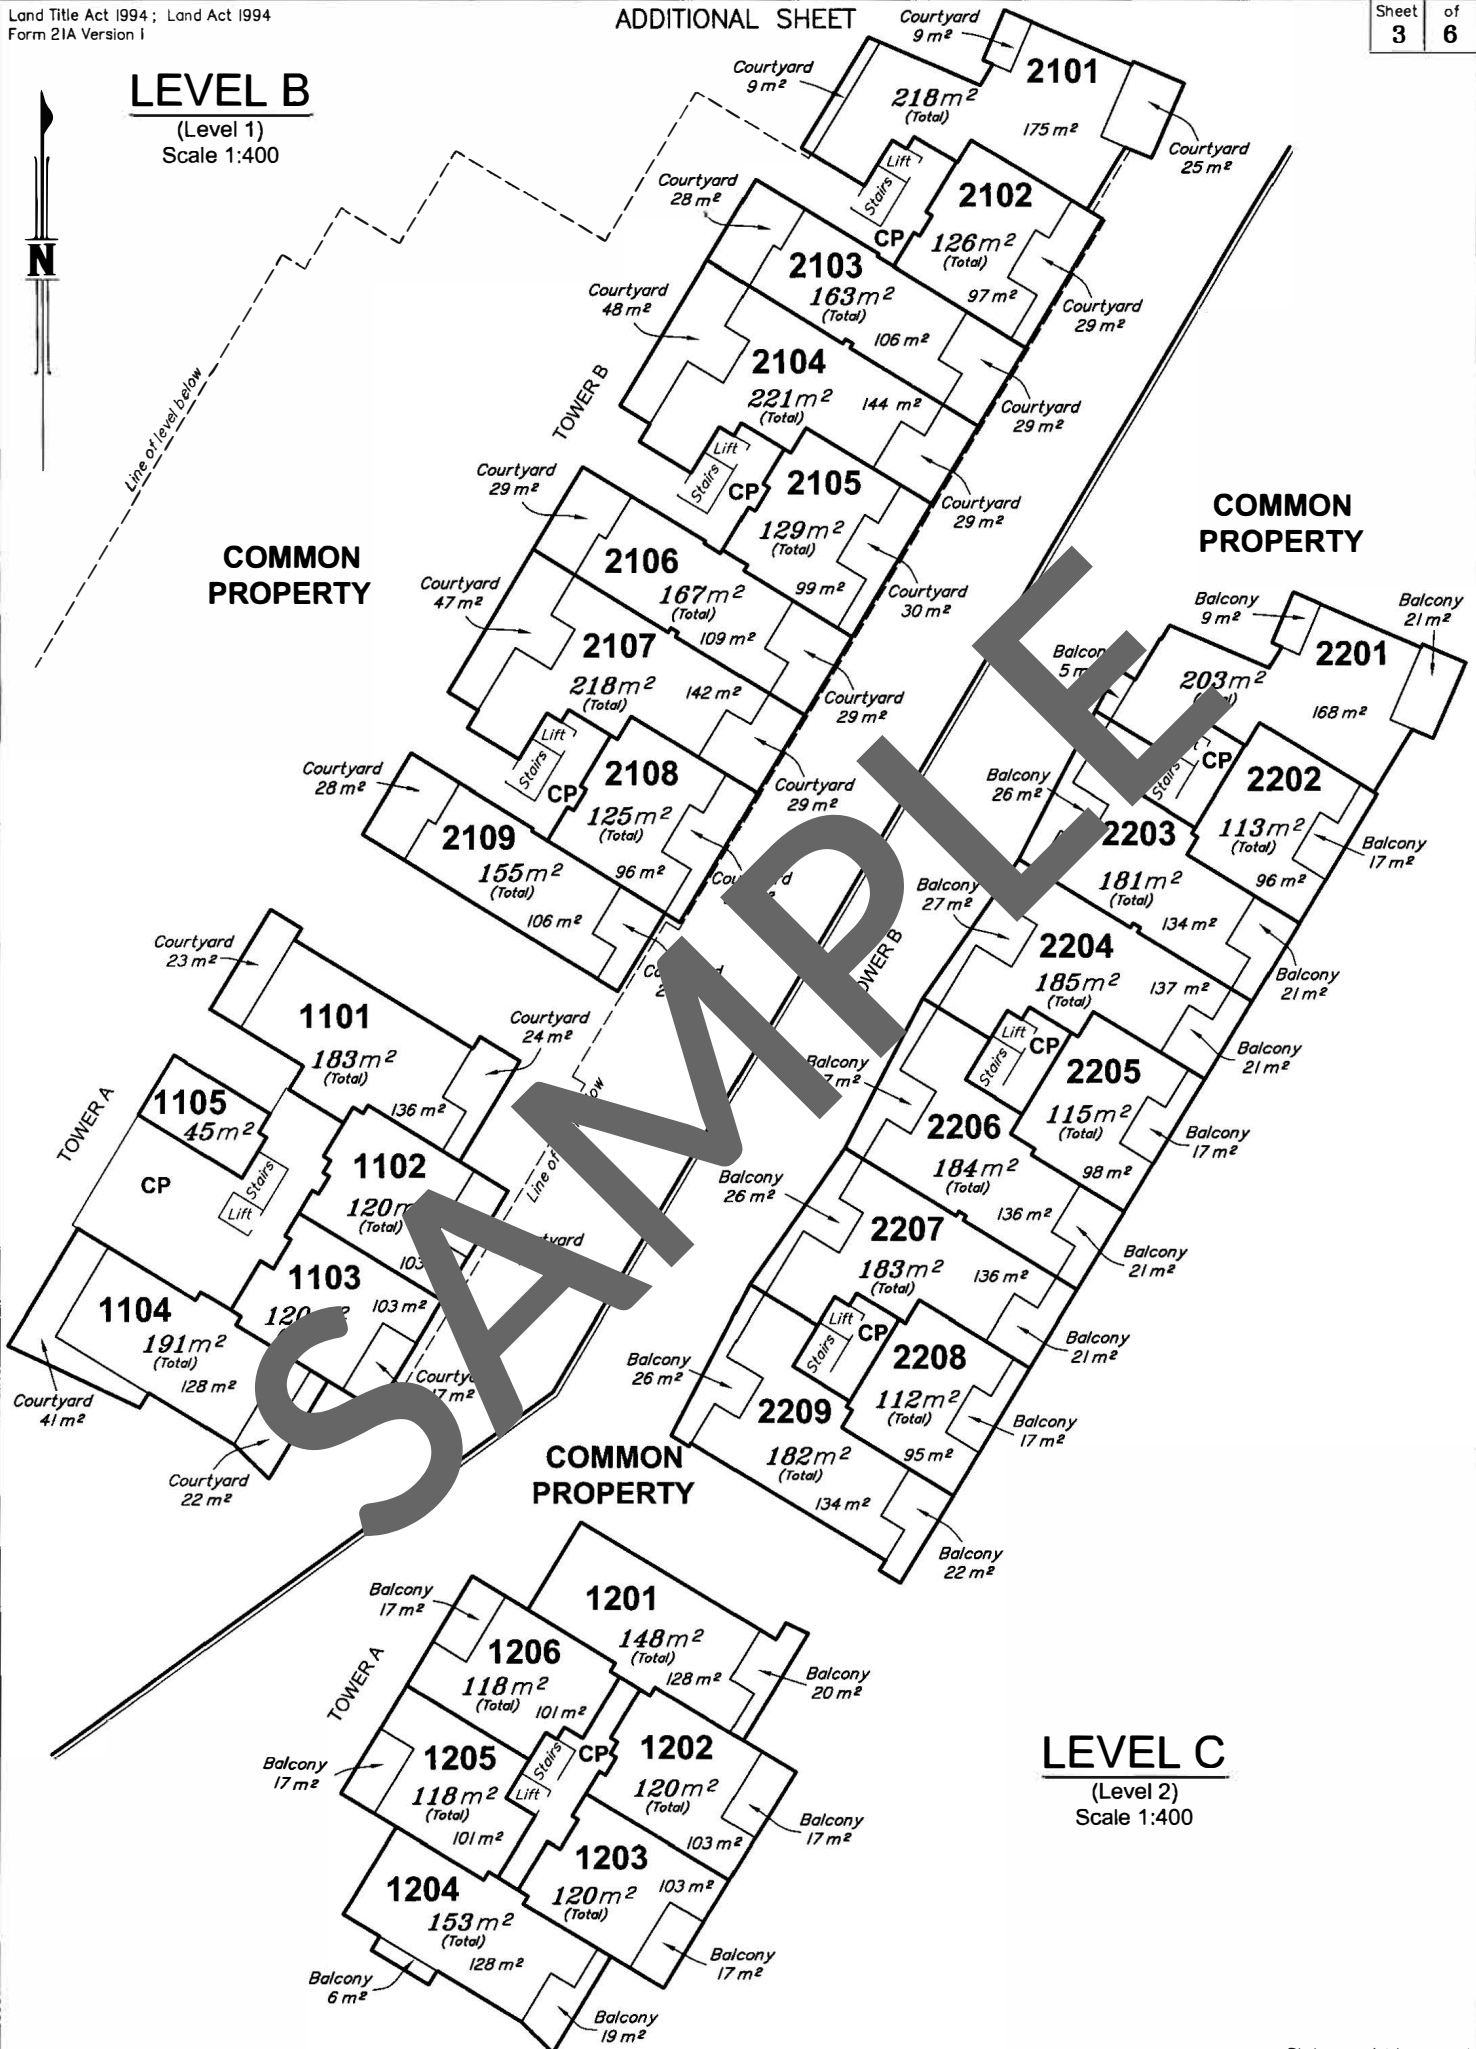 Land Title Act 1994 ; Land Act 1994
Form 21A Version 1
ADDITIONAL SHEET
Sheet of
3 6
LEVEL B
(Level 1)
Scale 1:400
N
Line of level below
COMMON
PROPERTY
TOWER B
Courtyard
9 m²
Courtyard
9 m²
2101
218 m²
(Total)
175 m²
Courtyard
25 m²
Lift
Stairs
CP
2102
126 m²
(Total)
97 m²
Courtyard
29 m²
Courtyard
28 m²
2103
163 m²
(Total)
106 m²
Courtyard
29 m²
Courtyard
48 m²
2104
221 m²
(Total)
144 m²
Courtyard
29 m²
Lift
Stairs
CP
2105
129 m²
(Total)
99 m²
Courtyard
30 m²
Courtyard
29 m²
2106
167 m²
(Total)
109 m²
Courtyard
29 m²
Courtyard
47 m²
2107
218 m²
(Total)
142 m²
Courtyard
29 m²
Lift
Stairs
CP
2108
125 m²
(Total)
96 m²
Courtyard
28 m²
2109
155 m²
(Total)
106 m²
Courtyard
23 m²
1101
183 m²
(Total)
136 m²
Courtyard
24 m²
TOWER A
1105
45 m²
CP
Stairs
Lift
1102
(Total)
1103
103 m²
1104
191 m²
(Total)
128 m²
Courtyard
41 m²
Courtyard
22 m²
Line of
SAMPLE
COMMON
PROPERTY
Balcony
9 m²
Balcony
21 m²
2201
203 m²
168 m²
CP
2202
113 m²
(Total)
96 m²
Balcony
17 m²
Balcony
26 m²
2203
181 m²
(Total)
134 m²
Balcony
21 m²
Balcony
27 m²
2204
185 m²
(Total)
137 m²
Balcony
21 m²
Lift
Stairs
CP
2205
115 m²
(Total)
98 m²
Balcony
17 m²
Balcony
2206
184 m²
(Total)
136 m²
Balcony
21 m²
Balcony
26 m²
2207
183 m²
(Total)
136 m²
Balcony
21 m²
Lift
Stairs
CP
2208
112 m²
(Total)
95 m²
Balcony
17 m²
Balcony
26 m²
2209
182 m²
(Total)
134 m²
Balcony
22 m²
COMMON
PROPERTY
TOWER A
1201
148 m²
(Total)
128 m²
Balcony
20 m²
Balcony
17 m²
1206
118 m²
(Total)
101 m²
Balcony
17 m²
1205
118 m²
(Total)
101 m²
Stairs
Lift
CP
1202
120 m²
(Total)
103 m²
Balcony
17 m²
1203
120 m²
(Total)
103 m²
Balcony
17 m²
1204
153 m²
(Total)
128 m²
Balcony
6 m²
Balcony
19 m²
LEVEL C
(Level 2)
Scale 1:400